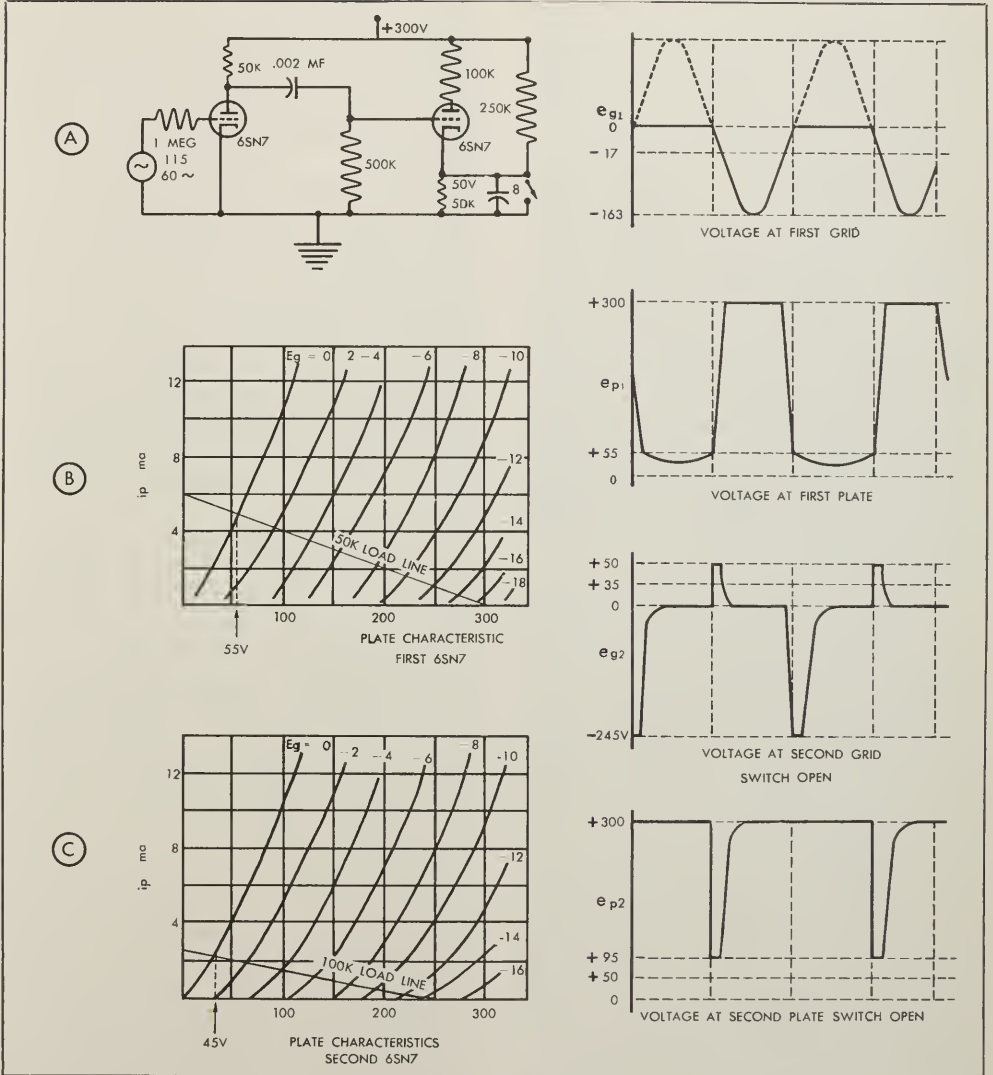 A
+300V
50K
.002 MF
100K
250K
1 MEG
115
60 ~
6SN7
500K
6SN7
50V
5DK
8
e g1
0
-17
-163
VOLTAGE AT FIRST GRID
+300
e p1
+55
0
VOLTAGE AT FIRST PLATE
B
Eg = 0 2 -4 -6 -8 -10
12
8
4
ip ma
-12
-14
-16
-18
50K LOAD LINE
100 200 300
55V
PLATE CHARACTERISTIC
FIRST 6SN7
+50
+35
0
e g2
-245V
VOLTAGE AT SECOND GRID
SWITCH OPEN
C
Eg = 0 -2 -4 -6 -8 -10
12
8
4
ip ma
-12
-14
-16
100K LOAD LINE
100 200 300
45V
PLATE CHARACTERISTICS
SECOND 6SN7
+300
e p2
+95
+50
0
VOLTAGE AT SECOND PLATE SWITCH OPEN